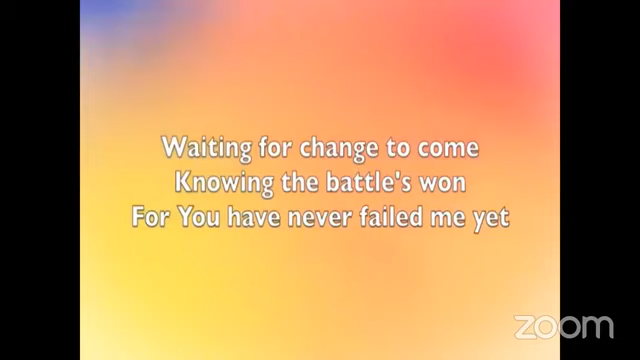 Waiting for change to come
Knowing the battle's won
For You have never failed me yet
zoom